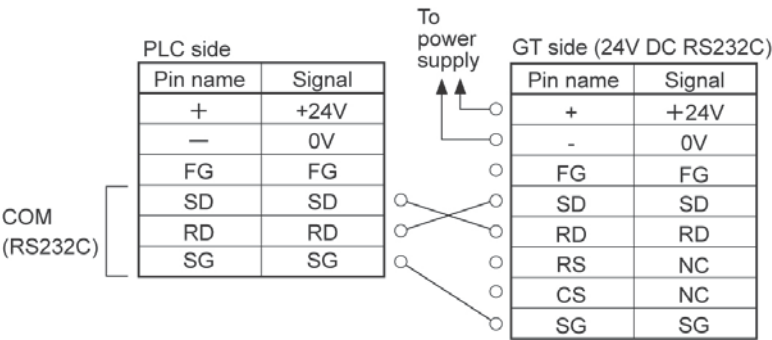 To
power
supply
PLC side
Pin name Signal
+ +24V
— 0V
FG FG
SD SD
RD RD
SG SG
COM
(RS232C)
GT side (24V DC RS232C)
Pin name Signal
+ +24V
- 0V
FG FG
SD SD
RD RD
RS NC
CS NC
SG SG